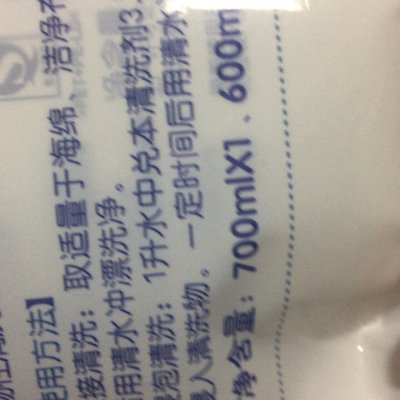 使用方法】
接清洗：取适量于海绵、洁净布
用清水冲漂洗净。
泡清洗：1升水中兑本清洗剂3
入清洗物。一定时间后用清水
净含量：700mlX1．600m